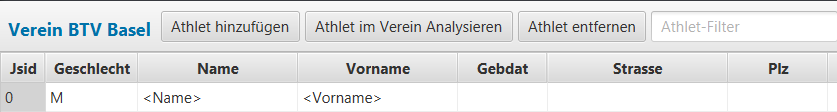 Verein BTV Basel Athlet hinzufügen Athlet im Verein Analysieren Athlet entfernen Athlet-Filter
Jsid Geschlecht Name Vorname Gebdat Strasse Plz
0 M <Name> <Vorname>